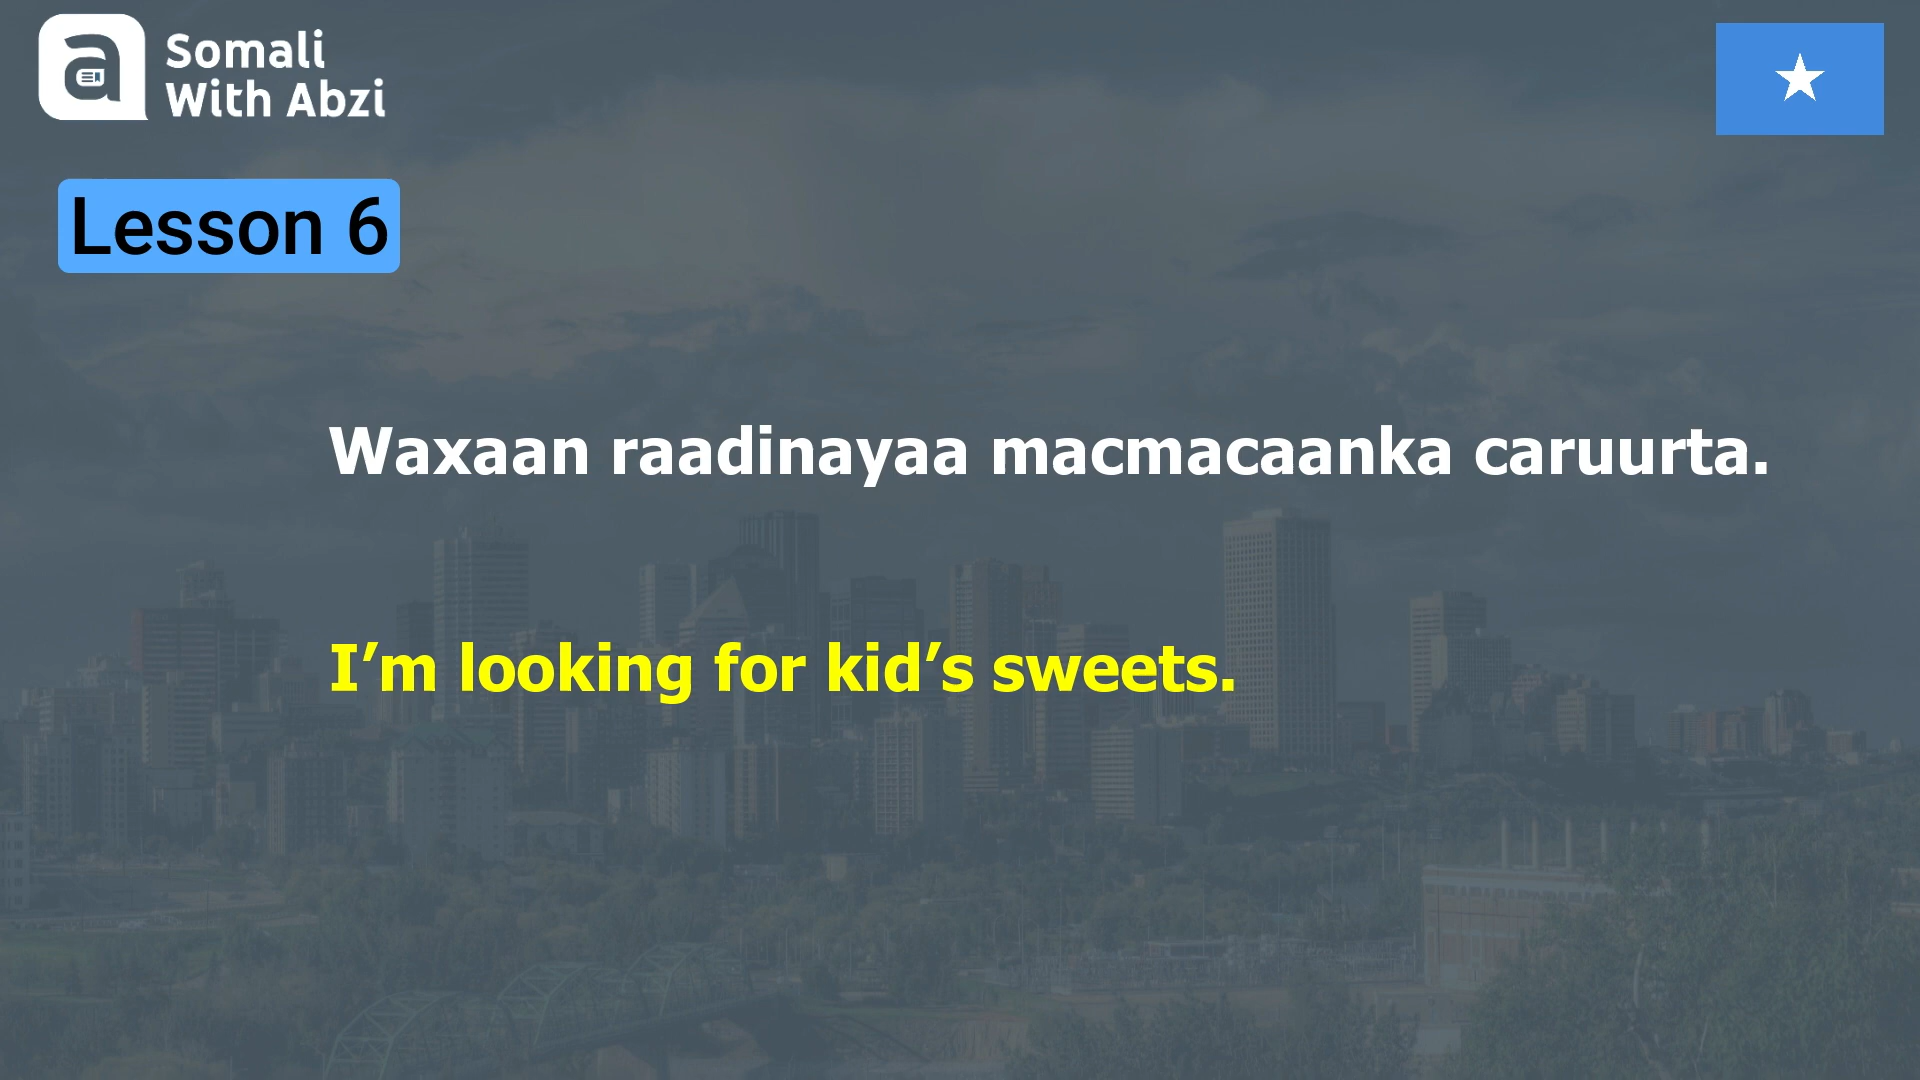 a
Somali
With Abzi
Lesson 6
Waxaan raadinayaa macmacaanka caruurta.
I’m looking for kid’s sweets.